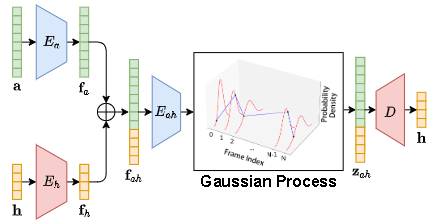 E_a
a
f_a
E_h
h
f_h
f_ah
E_ah
Probability
Density
0
1
2
...
N-1
N
Frame Index
Gaussian Process
z_ah
D
h